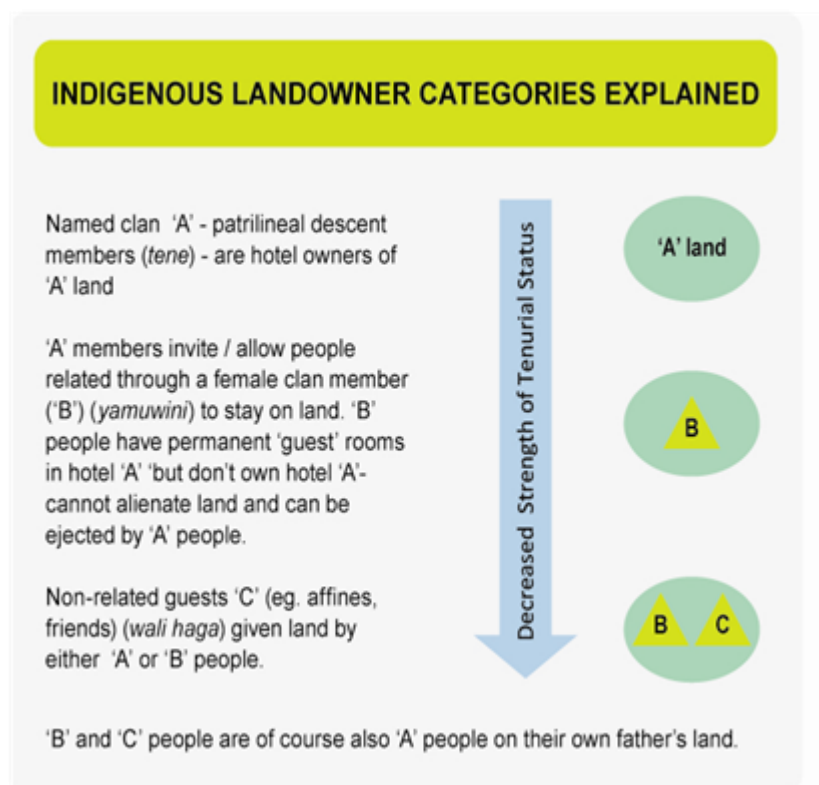 INDIGENOUS LANDOWNER CATEGORIES EXPLAINED
Named clan ‘A’ - patrilineal descent
members (tene) - are hotel owners of
‘A’ land
‘A’ members invite / allow people
related through a female clan member
(‘B’) (yamuwini) to stay on land. ‘B’
people have permanent ‘guest’ rooms
in hotel ‘A’ ‘but don’t own hotel ‘A’-
cannot alienate land and can be
ejected by ‘A’ people.
Non-related guests ‘C’ (eg. affines,
friends) (wali haga) given land by
either ‘A’ or ‘B’ people.
Decreased Strength of Tenurial Status
‘A’ land
B
B C
‘B’ and ‘C’ people are of course also ‘A’ people on their own father’s land.